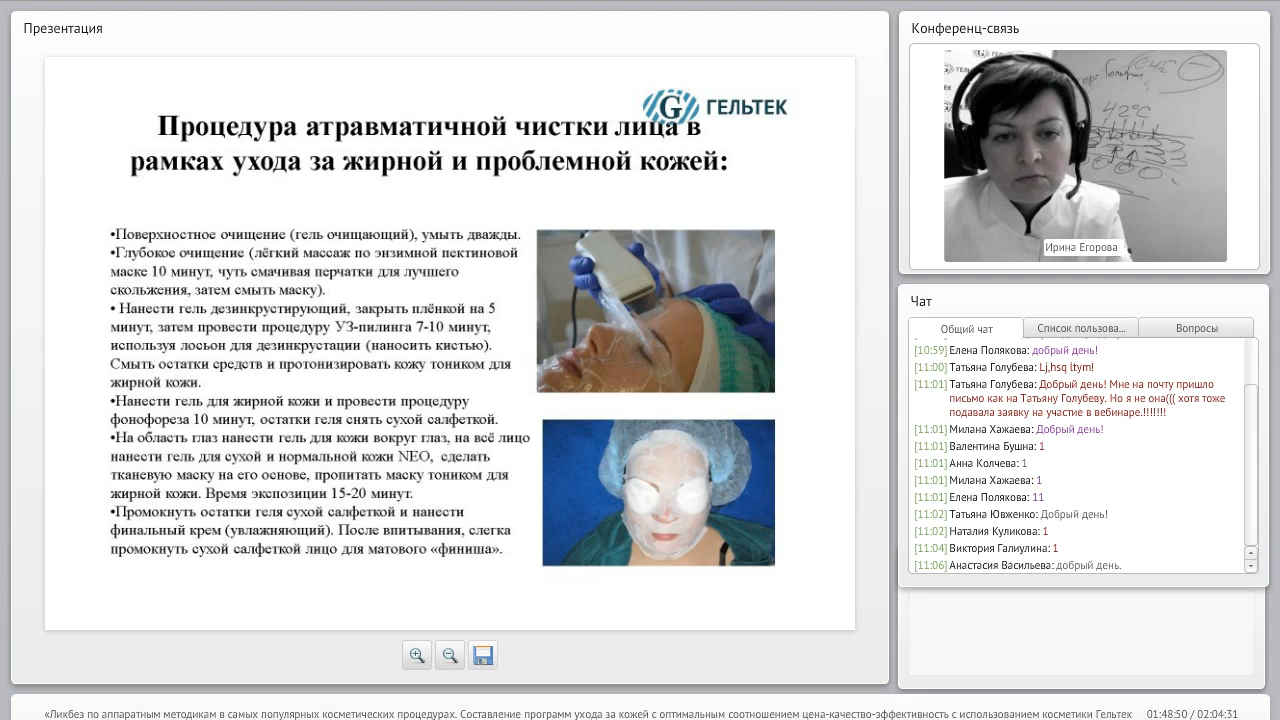 Презентация
ГЕЛЬТЕК
Процедура атравматичной чистки лица в
рамках ухода за жирной и проблемной кожей:
•Поверхностное очищение (гель очищающий), умыть дважды.
•Глубокое очищение (лёгкий массаж по энзимной пектиновой
маске 10 минут, чуть смачивая перчатки для лучшего
скольжения, затем смыть маску).
• Нанести гель дезинкрустирующий, закрыть плёнкой на 5
минут, затем провести процедуру УЗ-пилинга 7-10 минут,
используя лосьон для дезинкрустации (наносить кистью).
Смыть остатки средств и протонизировать кожу тоником для
жирной кожи.
•Нанести гель для жирной кожи и провести процедуру
фонофореза 10 минут, остатки геля снять сухой салфеткой.
•На область глаз нанести гель для кожи вокруг глаз, на всё лицо
нанести гель для сухой и нормальной кожи NEO, сделать
тканевую маску на его основе, пропитать маску тоником для
жирной кожи. Время экспозиции 15-20 минут.
•Промокнуть остатки геля сухой салфеткой и нанести
финальный крем (увлажняющий). После впитывания, слегка
промокнуть сухой салфеткой лицо для матового «финиша».
Конференц-связь
42°C
Ирина Егорова
Чат
Общий чат
Список пользова...
Вопросы
[10:59] Елена Полякова: добрый день!
[11:00] Татьяна Голубева: Lj,hsq ltym!
[11:01] Татьяна Голубева: Добрый день! Мне на почту пришло
письмо как на Татьяну Голубеву. Но я не она((( хотя тоже
подавала заявку на участие в вебинаре.!!!!!!!
[11:01] Милана Хажаева: Добрый день!
[11:01] Валентина Бушна: 1
[11:01] Анна Колчева: 1
[11:01] Милана Хажаева: 1
[11:01] Елена Полякова: 11
[11:02] Татьяна Ювженко: Добрый день!
[11:02] Наталия Куликова: 1
[11:04] Виктория Галиулина: 1
[11:06] Анастасия Васильева: добрый день.
«Ликбез по аппаратным методикам в самых популярных косметических процедурах. Составление программ ухода за кожей с оптимальным соотношением цена-качество-эффективность с использованием косметики Гельтек
01:48:50 / 02:04:31